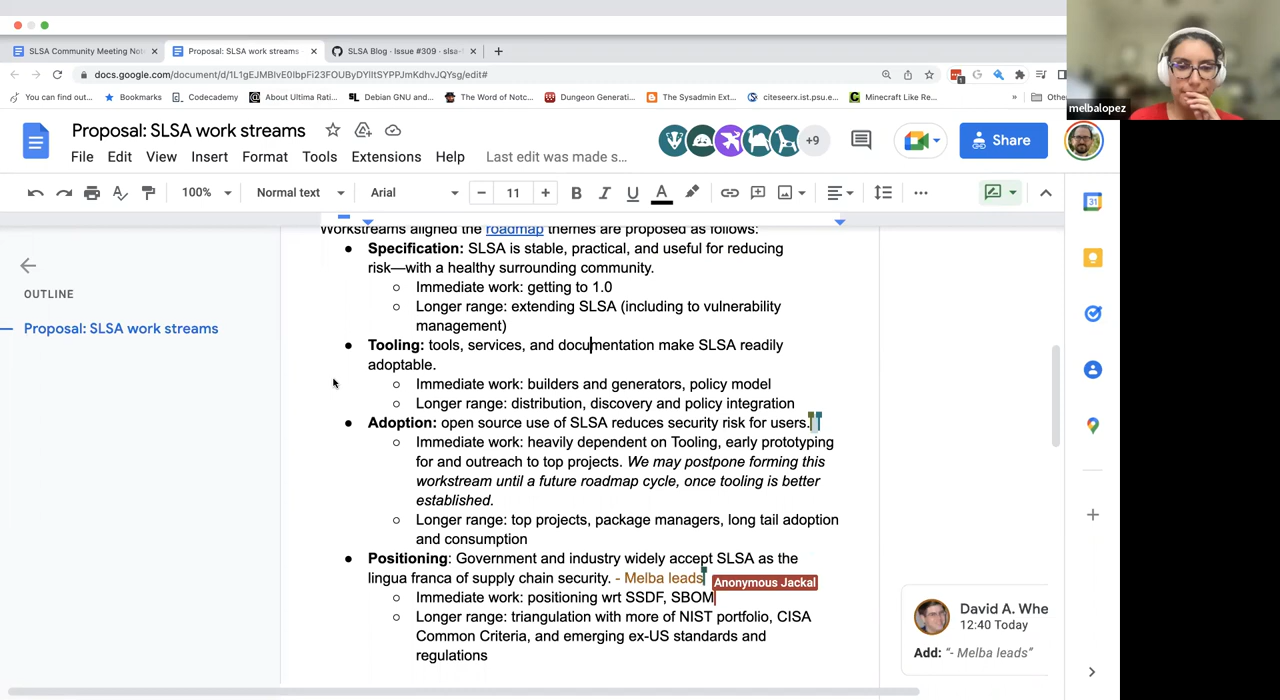 SLSA Community Meeting Not
Proposal: SLSA work streams
SLSA Blog · Issue #309 · slsa-
docs.google.com/document/d/1L1gEJMBIvE0IbpFi23FOUByDYlItSYPPJmKdhvJQYsg/edit#
You can find out...
Bookmarks
Codecademy
About Ultima Rati...
Debian GNU and...
The Word of Notc...
Dungeon Generati...
The Sysadmin Ext...
citeseerx.ist.psu.e...
Minecraft Like Re...
»
Othe
melbalopez
Proposal: SLSA work streams
+9
Share
File Edit View Insert Format Tools Extensions Help Last edit was made s...
100% Normal text Arial − 11 + B I U A
31
Workstreams aligned the roadmap themes are proposed as follows:
● Specification: SLSA is stable, practical, and useful for reducing
risk—with a healthy surrounding community.
○ Immediate work: getting to 1.0
○ Longer range: extending SLSA (including to vulnerability
management)
● Tooling: tools, services, and documentation make SLSA readily
adoptable.
○ Immediate work: builders and generators, policy model
○ Longer range: distribution, discovery and policy integration
● Adoption: open source use of SLSA reduces security risk for users.
○ Immediate work: heavily dependent on Tooling, early prototyping
for and outreach to top projects. We may postpone forming this
workstream until a future roadmap cycle, once tooling is better
established.
○ Longer range: top projects, package managers, long tail adoption
and consumption
● Positioning: Government and industry widely accept SLSA as the
lingua franca of supply chain security. - Melba leads
Anonymous Jackal
○ Immediate work: positioning wrt SSDF, SBOM
○ Longer range: triangulation with more of NIST portfolio, CISA
Common Criteria, and emerging ex-US standards and
regulations
OUTLINE
Proposal: SLSA work streams
David A. Whe
12:40 Today
Add: "- Melba leads"